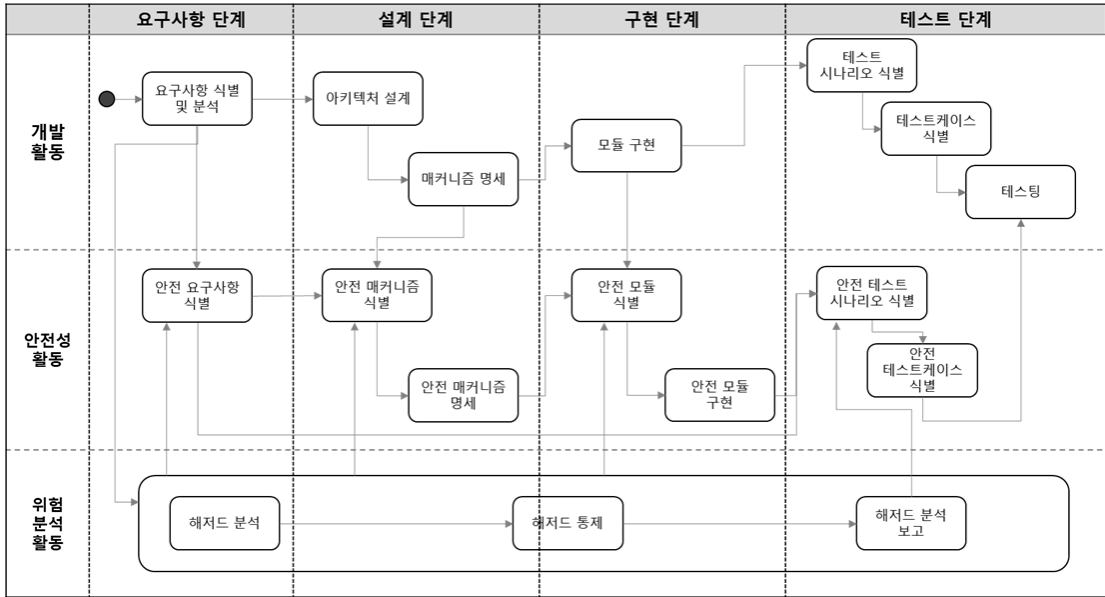 요구사항 단계
설계 단계
구현 단계
테스트 단계
개발
활동
요구사항 식별
및 분석
아키텍처 설계
매커니즘 명세
모듈 구현
테스트
시나리오 식별
테스트케이스
식별
테스팅
안전성
활동
안전 요구사항
식별
안전 매커니즘
식별
안전 매커니즘
명세
안전 모듈
식별
안전 모듈
구현
안전 테스트
시나리오 식별
안전
테스트케이스
식별
위험
분석
활동
해저드 분석
해저드 통제
해저드 분석
보고